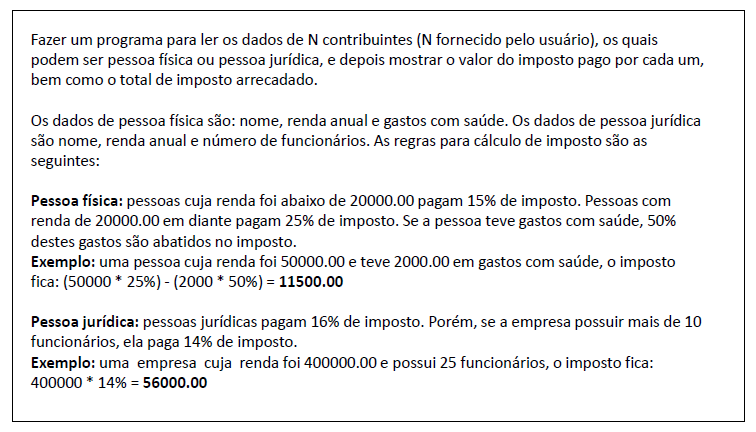 Fazer um programa para ler os dados de N contribuintes (N fornecido pelo usuário), os quais
podem ser pessoa física ou pessoa jurídica, e depois mostrar o valor do imposto pago por cada um,
bem como o total de imposto arrecadado.
Os dados de pessoa física são: nome, renda anual e gastos com saúde. Os dados de pessoa jurídica
são nome, renda anual e número de funcionários. As regras para cálculo de imposto são as
seguintes:
Pessoa física: pessoas cuja renda foi abaixo de 20000.00 pagam 15% de imposto. Pessoas com
renda de 20000.00 em diante pagam 25% de imposto. Se a pessoa teve gastos com saúde, 50%
destes gastos são abatidos no imposto.
Exemplo: uma pessoa cuja renda foi 50000.00 e teve 2000.00 em gastos com saúde, o imposto
fica: (50000 * 25%) - (2000 * 50%) = 11500.00
Pessoa jurídica: pessoas jurídicas pagam 16% de imposto. Porém, se a empresa possuir mais de 10
funcionários, ela paga 14% de imposto.
Exemplo: uma empresa cuja renda foi 400000.00 e possui 25 funcionários, o imposto fica:
400000 * 14% = 56000.00